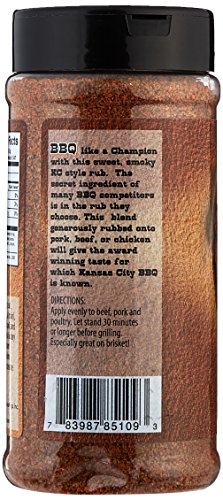 BBQ like a Champion
with this sweet, smoky
KC style rub. The
secret ingredient of
many BBQ competitors
is in the rub they
choose. This blend
generously rubbed onto
pork, beef, or chicken
will give the award
winning taste for
which Kansas City BBQ
is known.
DIRECTIONS:
Apply evenly to beef, pork and
poultry. Let stand 30 minutes
or longer before grilling.
Especially great on brisket!
7 83987 85109 3